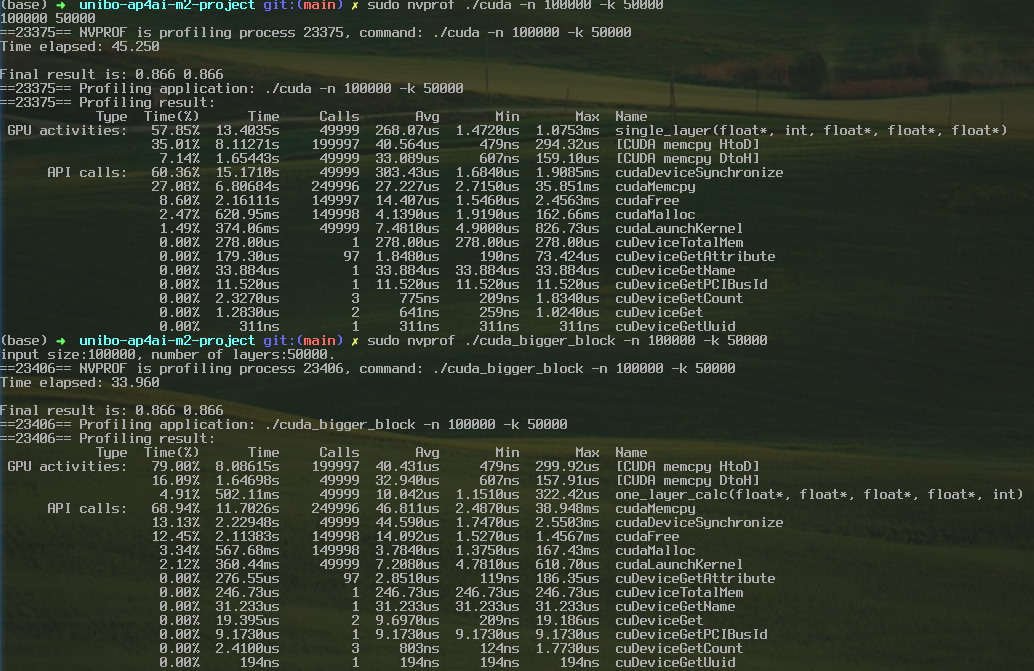 (base) ➜  unibo-ap4ai-m2-project git:(main) ✗ sudo nvprof ./cuda -n 100000 -k 50000
100000 50000
==23375== NVPROF is profiling process 23375, command: ./cuda -n 100000 -k 50000
Time elapsed: 45.250
Final result is: 0.866 0.866
==23375== Profiling application: ./cuda -n 100000 -k 50000
==23375== Profiling result:
Type  Time(%)      Time     Calls       Avg       Min       Max  Name
GPU activities:   57.85%  13.4035s     49999  268.07us  1.4720us  1.0753ms  single_layer(float*, int, float*, float*, float*)
35.01%  8.11271s    199997  40.564us     479ns  294.32us  [CUDA memcpy HtoD]
7.14%  1.65443s     49999  33.089us     607ns  159.10us  [CUDA memcpy DtoH]
API calls:   60.36%  15.1710s     49999  303.43us  1.6840us  1.9085ms  cudaDeviceSynchronize
27.08%  6.80684s    249996  27.227us  2.7150us  35.851ms  cudaMemcpy
8.60%  2.16111s    149997  14.407us  1.5460us  2.4563ms  cudaFree
2.47%  620.95ms    149998  4.1390us  1.9190us  162.66ms  cudaMalloc
1.49%  374.06ms     49999  7.4810us  4.9000us  826.73us  cudaLaunchKernel
0.00%  278.00us         1  278.00us  278.00us  278.00us  cuDeviceTotalMem
0.00%  179.30us        97  1.8480us     190ns  73.424us  cuDeviceGetAttribute
0.00%  33.884us         1  33.884us  33.884us  33.884us  cuDeviceGetName
0.00%  11.520us         1  11.520us  11.520us  11.520us  cuDeviceGetPCIBusId
0.00%  2.3270us         3     775ns     209ns  1.8340us  cuDeviceGetCount
0.00%  1.2830us         2     641ns     259ns  1.0240us  cuDeviceGet
0.00%     311ns         1     311ns     311ns     311ns  cuDeviceGetUuid
(base) ➜  unibo-ap4ai-m2-project git:(main) ✗ sudo nvprof ./cuda_bigger_block -n 100000 -k 50000
input size:100000, number of layers:50000.
==23406== NVPROF is profiling process 23406, command: ./cuda_bigger_block -n 100000 -k 50000
Time elapsed: 33.960
Final result is: 0.866 0.866
==23406== Profiling application: ./cuda_bigger_block -n 100000 -k 50000
==23406== Profiling result:
Type  Time(%)      Time     Calls       Avg       Min       Max  Name
GPU activities:   79.00%  8.08615s    199997  40.431us     479ns  299.92us  [CUDA memcpy HtoD]
16.09%  1.64698s     49999  32.940us     607ns  157.91us  [CUDA memcpy DtoH]
4.91%  502.11ms     49999  10.042us  1.1510us  322.42us  one_layer_calc(float*, float*, float*, float*, int)
API calls:   68.94%  11.7026s    249996  46.811us  2.4870us  38.948ms  cudaMemcpy
13.13%  2.22948s     49999  44.590us  1.7470us  2.5503ms  cudaDeviceSynchronize
12.45%  2.11383s    149998  14.092us  1.5270us  1.4567ms  cudaFree
3.34%  567.68ms    149998  3.7840us  1.3750us  167.43ms  cudaMalloc
2.12%  360.44ms     49999  7.2080us  4.7810us  610.70us  cudaLaunchKernel
0.00%  276.55us        97  2.8510us     119ns  186.35us  cuDeviceGetAttribute
0.00%  246.73us         1  246.73us  246.73us  246.73us  cuDeviceTotalMem
0.00%  31.233us         1  31.233us  31.233us  31.233us  cuDeviceGetName
0.00%  19.395us         2  9.6970us     209ns  19.186us  cuDeviceGet
0.00%  9.1730us         1  9.1730us  9.1730us  9.1730us  cuDeviceGetPCIBusId
0.00%  2.4100us         3     803ns     124ns  1.7730us  cuDeviceGetCount
0.00%     194ns         1     194ns     194ns     194ns  cuDeviceGetUuid